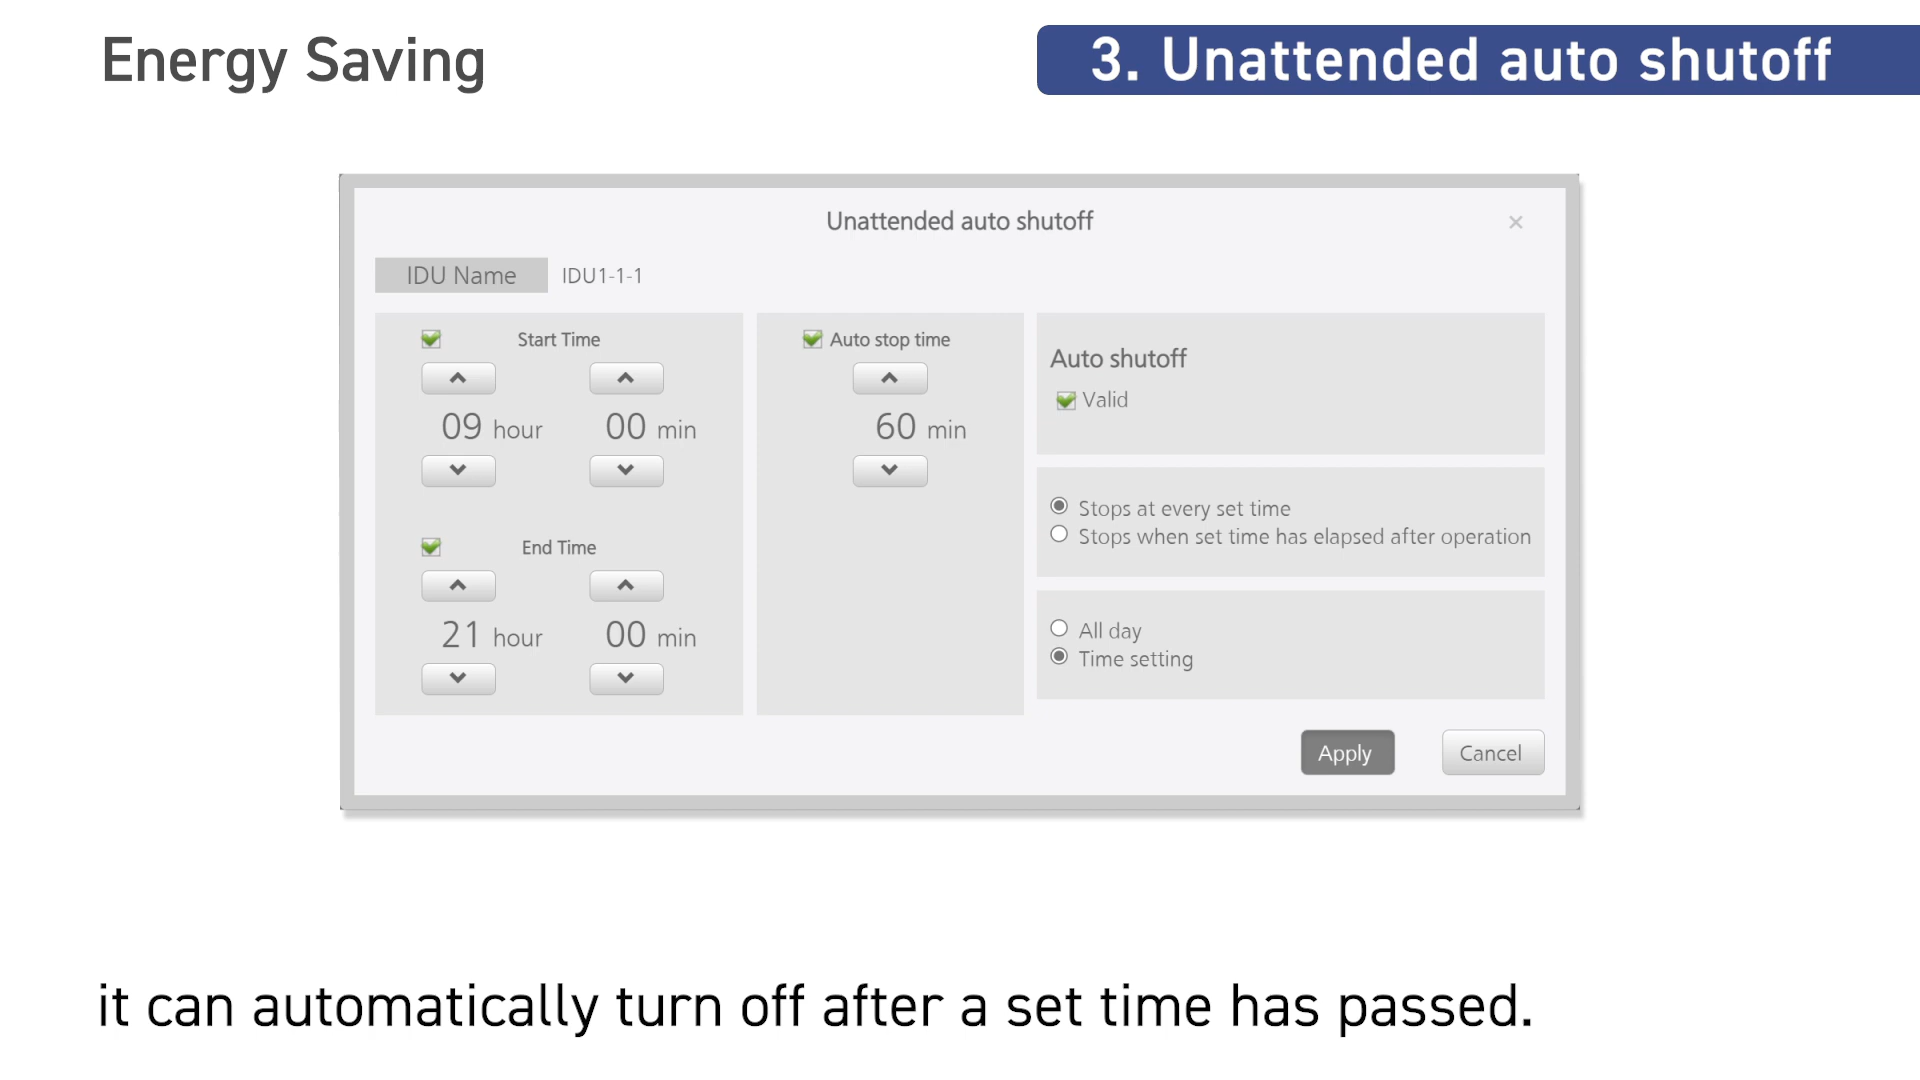 Energy Saving
3. Unattended auto shutoff
Unattended auto shutoff
IDU Name IDU1-1-1
Start Time
09 hour 00 min
End Time
21 hour 00 min
Auto stop time
60 min
Auto shutoff
Valid
Stops at every set time
Stops when set time has elapsed after operation
All day
Time setting
Apply Cancel
it can automatically turn off after a set time has passed.